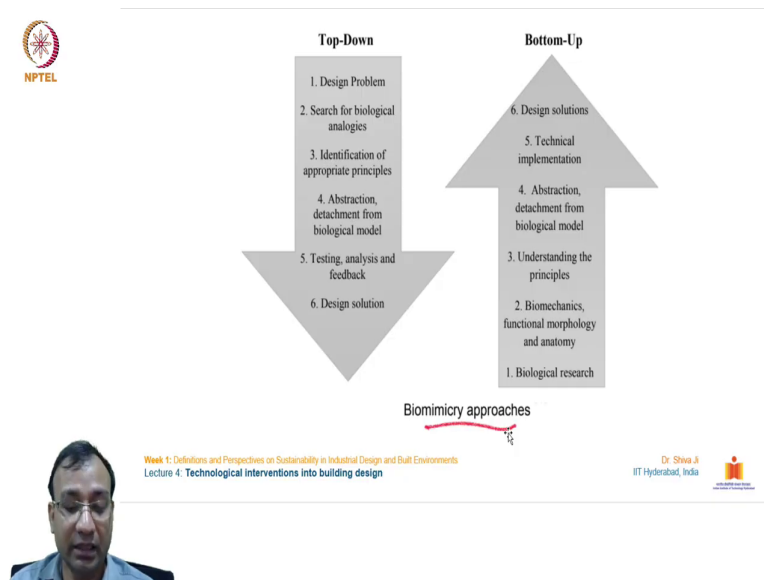 NPTEL
Top-Down
1. Design Problem
2. Search for biological
analogies
3. Identification of
appropriate principles
4. Abstraction,
detachment from
biological model
5. Testing, analysis and
feedback
6. Design solution
Bottom-Up
6. Design solutions
5. Technical
implementation
4. Abstraction,
detachment from
biological model
3. Understanding the
principles
2. Biomechanics,
functional morphology
and anatomy
1. Biological research
Biomimicry approaches
Week 1: Definitions and Perspectives on Sustainability in Industrial Design and Built Environments
Lecture 4: Technological interventions into building design
Dr. Shiva Ji
IIT Hyderabad, India